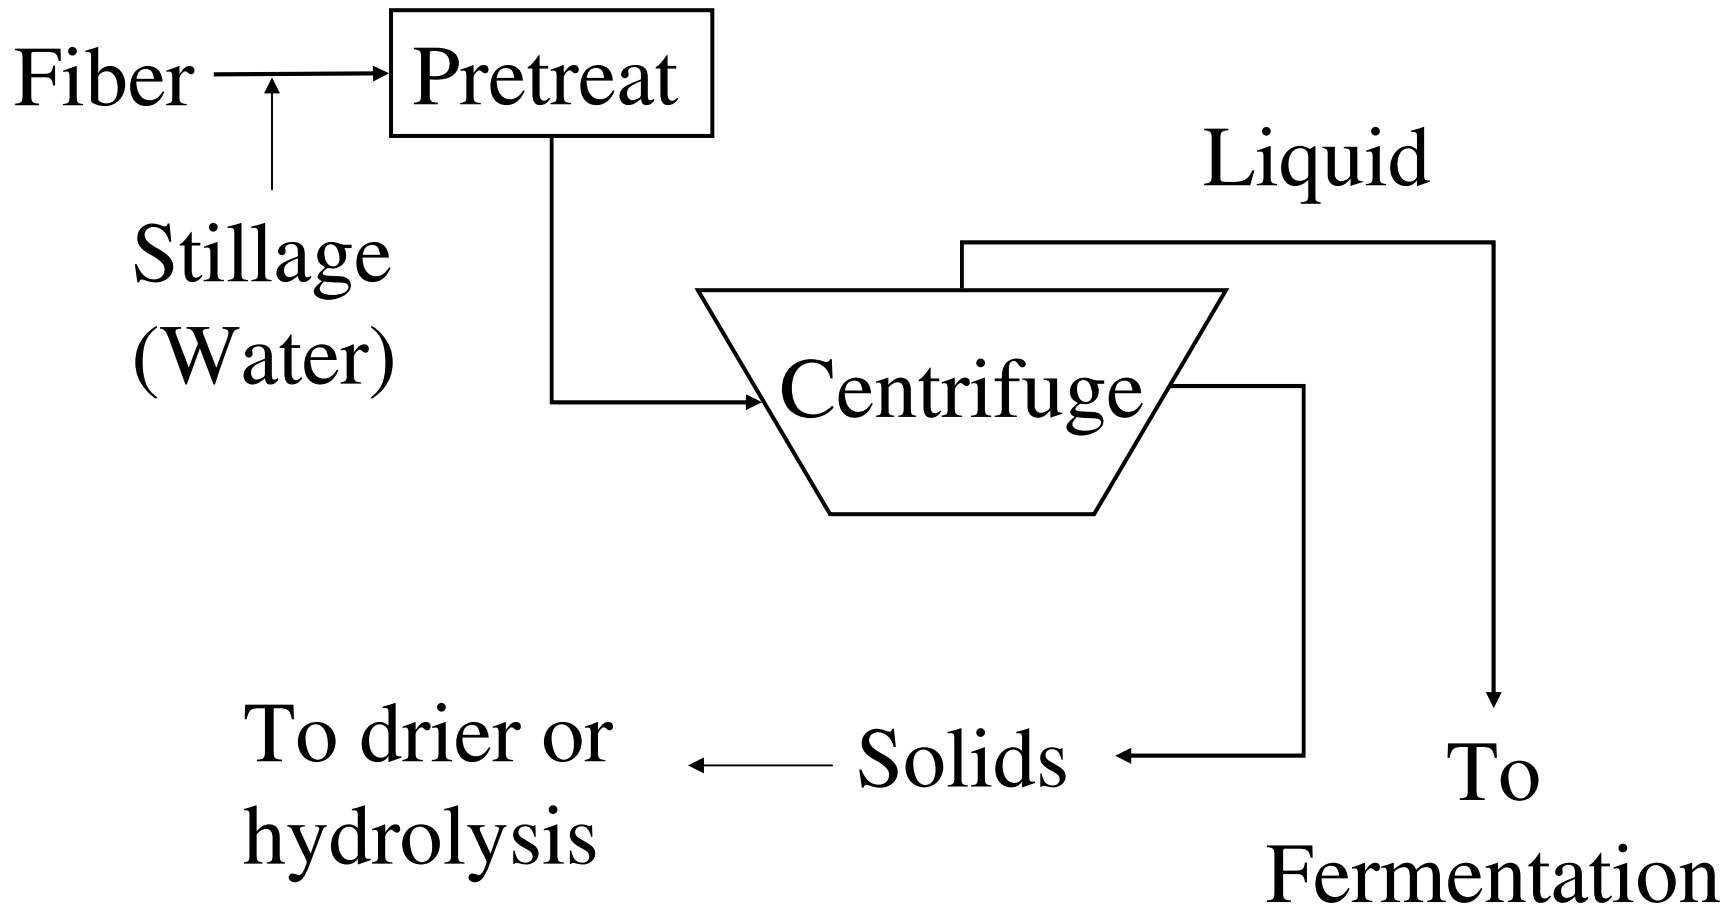 Fiber
Pretreat
Liquid
Stillage
(Water)
Centrifuge
To drier or
hydrolysis
Solids
To
Fermentation